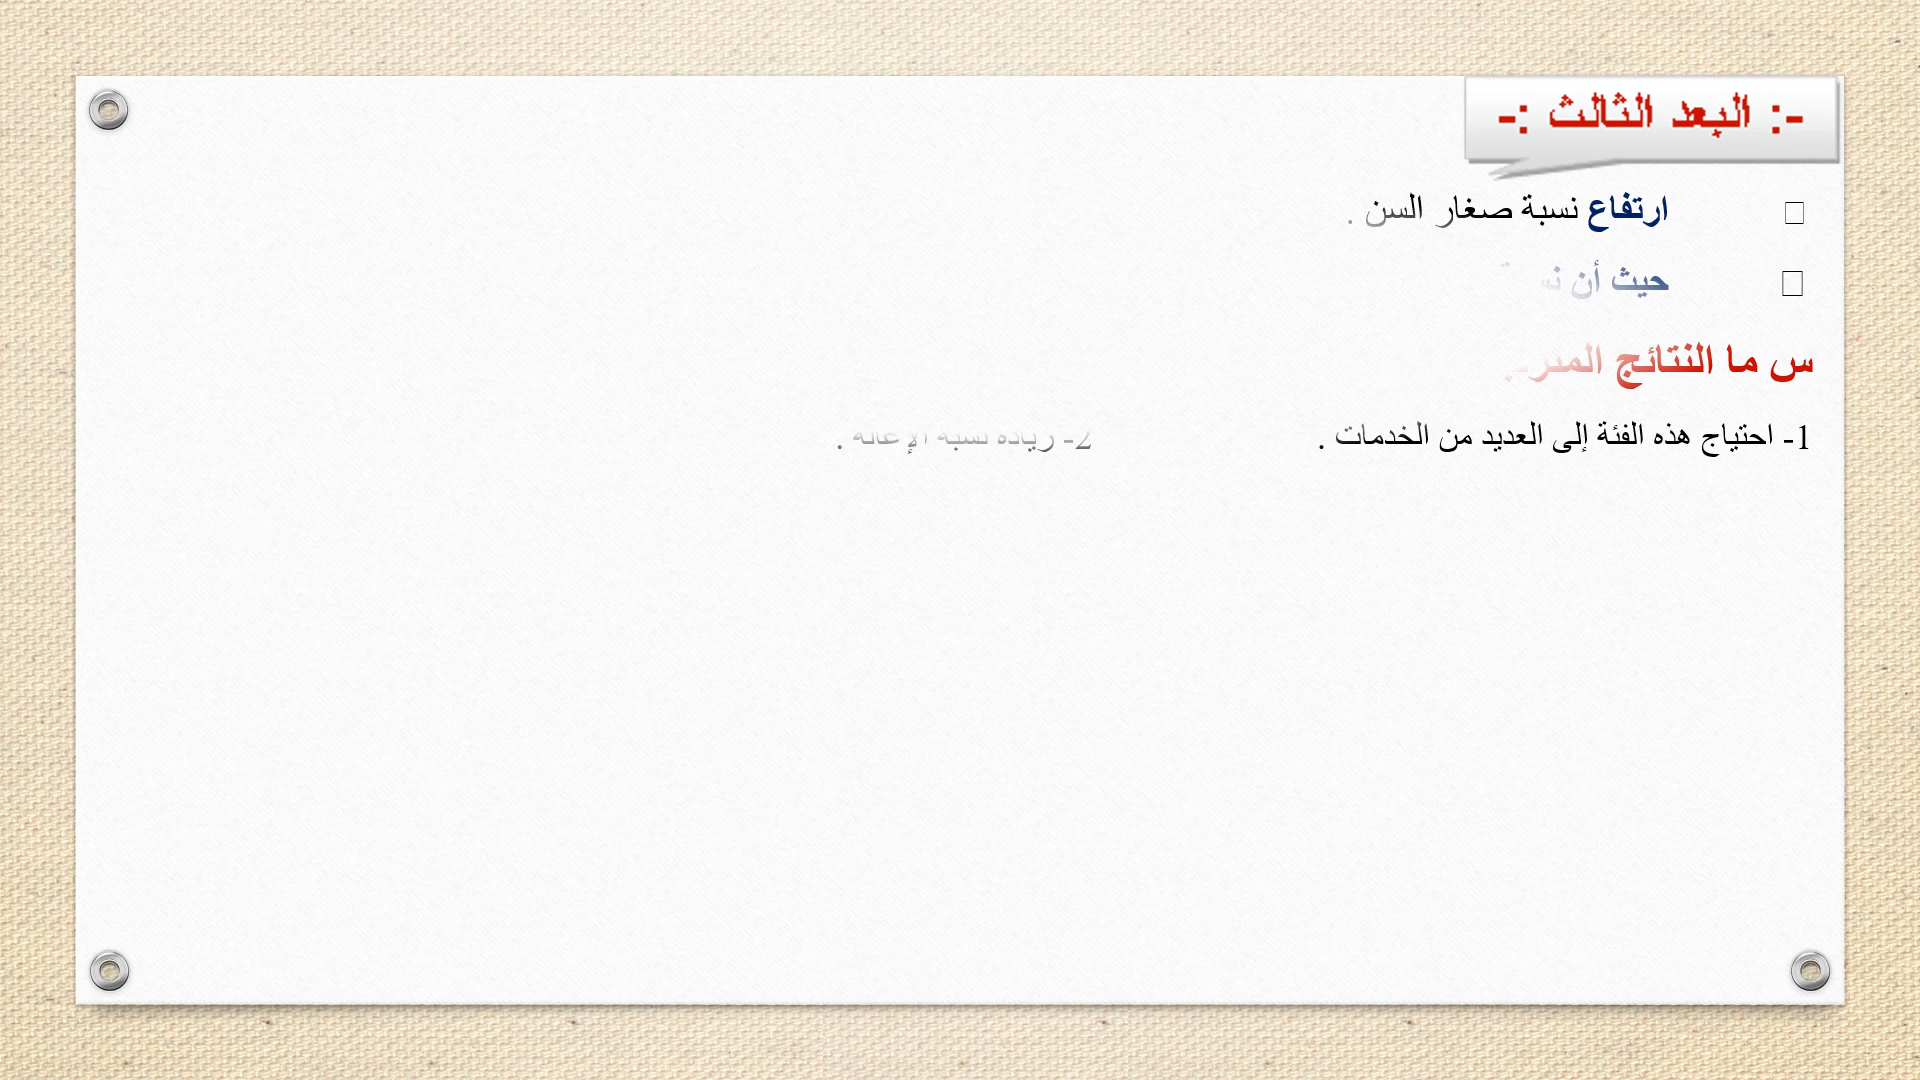 -: البعد الثالث :-
ارتفاع نسبة صغار السن .
حيث أن
س ما النتائج
1- احتياج هذه الفئة إلى العديد من الخدمات . 2- زيادة نسبة الإعالة .